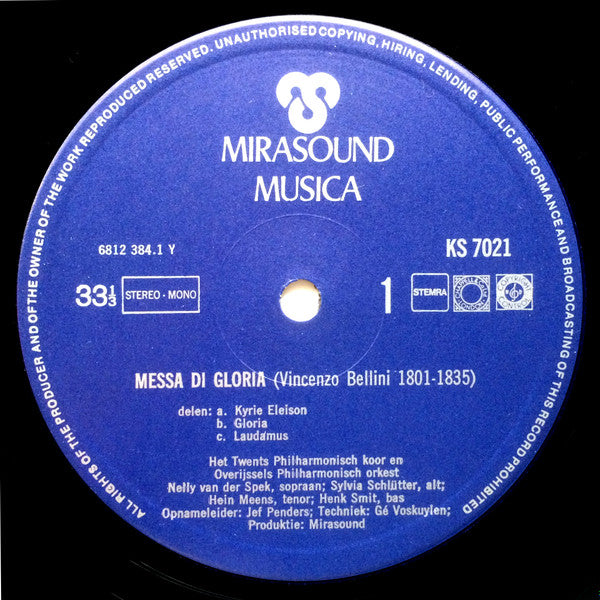 ALL RIGHTS OF THE PRODUCER AND OF THE OWNER OF THE WORK REPRODUCED RESERVED. UNAUTHORISED COPYING, HIRING, LENDING, PUBLIC PERFORMANCE AND BROADCASTING OF THIS RECORD PROHIBITED
MIRASOUND
MUSICA
6812 384.1 Y
KS 7021
33⅓ STEREO - MONO
1 STEMRA
MESSA DI GLORIA (Vincenzo Bellini 1801-1835)
delen: a. Kyrie Eleison
b. Gloria
c. Laudamus
Het Twents Philharmonisch koor en
Overijssels Philharmonisch orkest
Nelly van der Spek, sopraan; Sylvia Schlütter, alt;
Hein Meens, tenor; Henk Smit, bas
Opnameleider: Jef Penders; Techniek: Gé Voskuylen;
Produktie: Mirasound